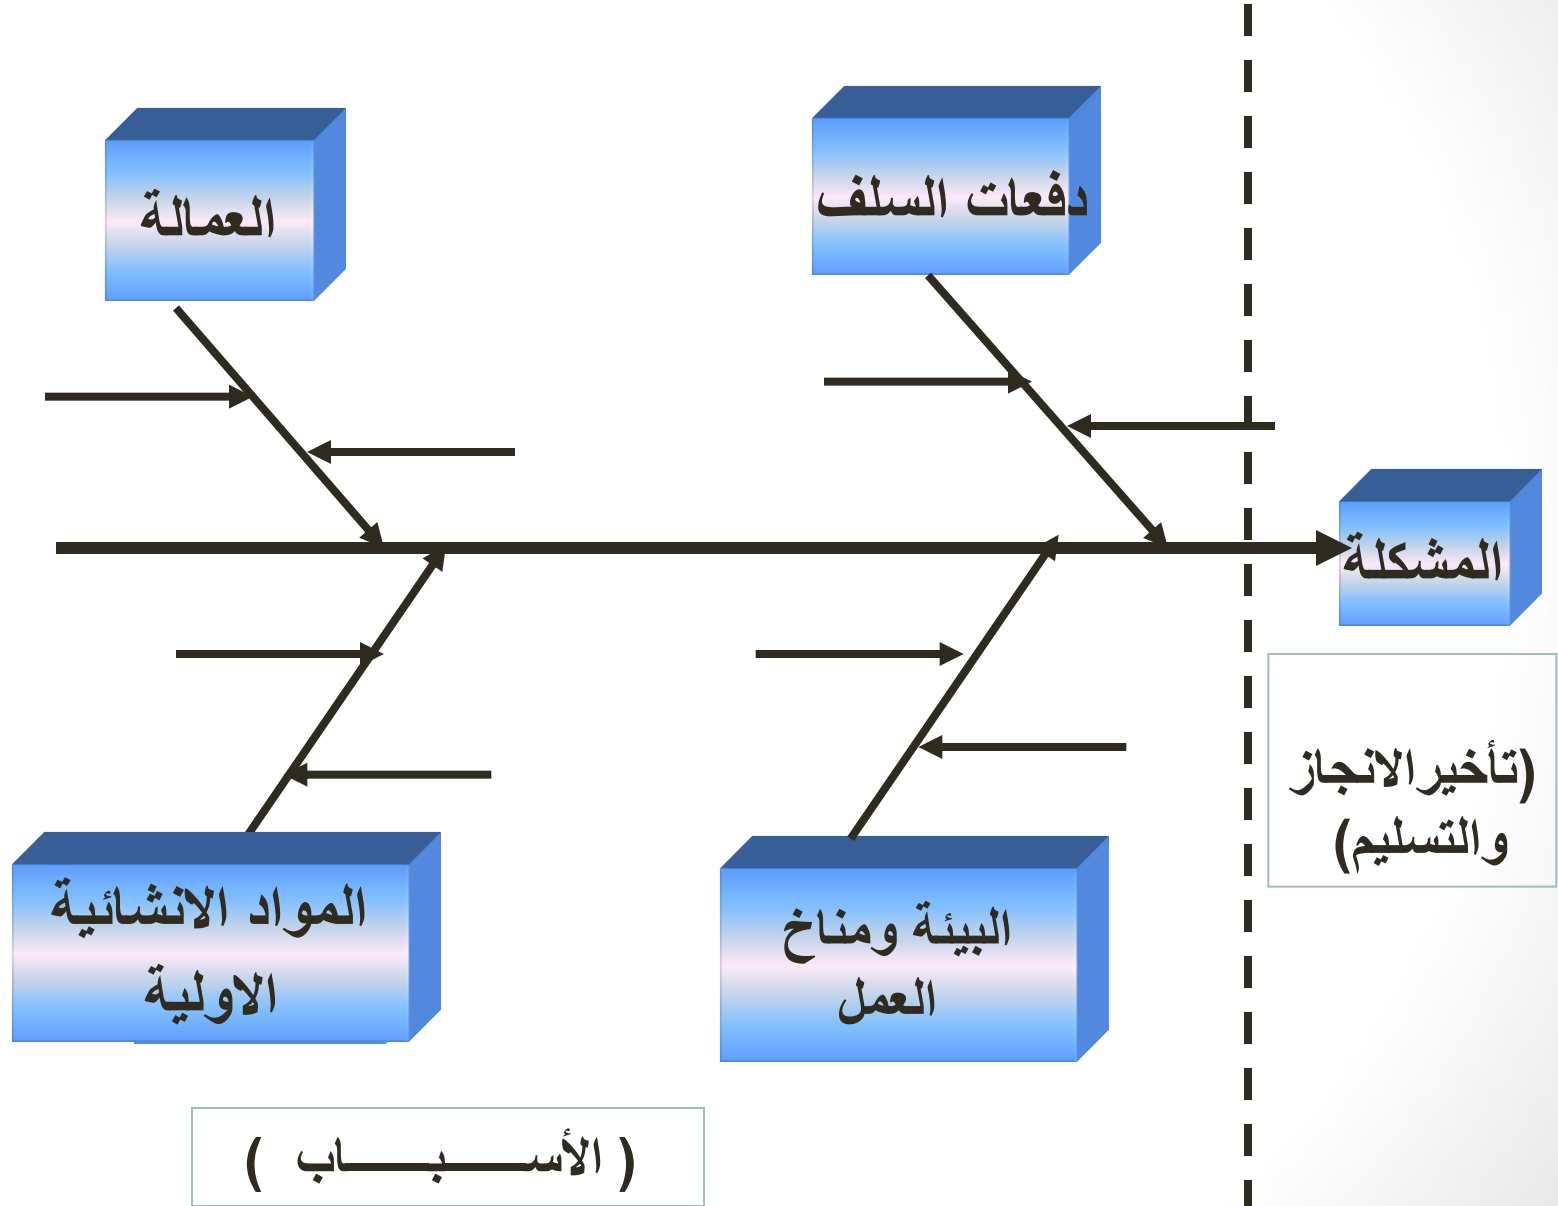 دفعات السلف
العمالة
المشكلة
(تأخيرالانجاز
والتسليم)
البيئة ومناخ
العمل
المواد الانشائية
الاولية
( الأســـــبـــــاب )